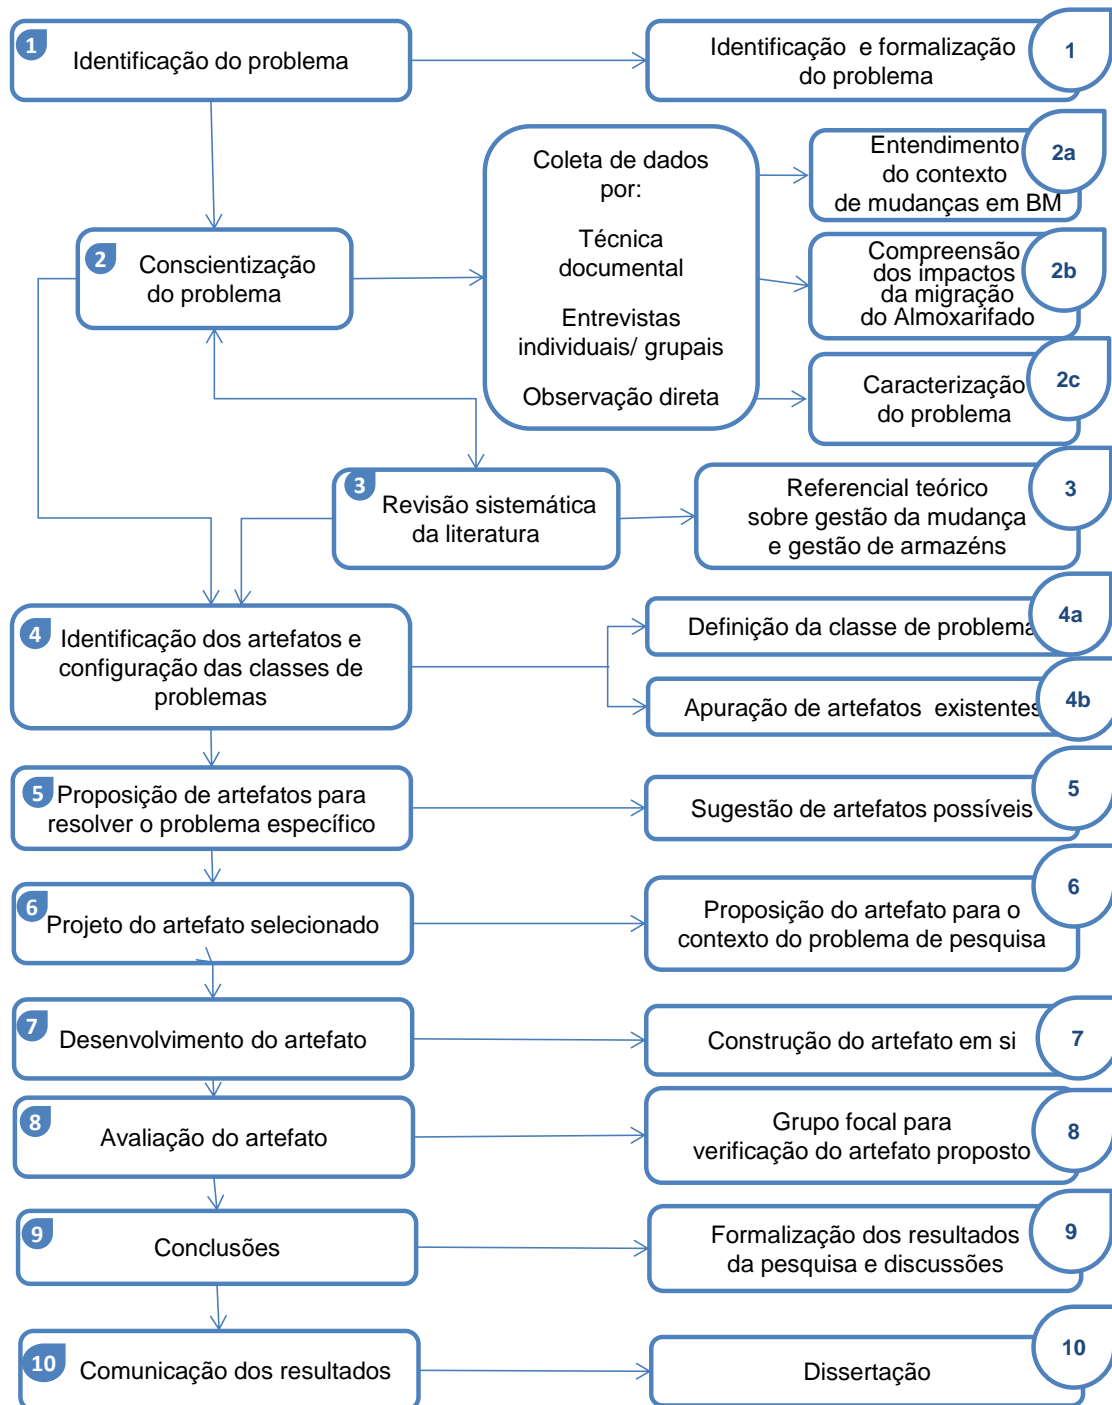 1
Identificação do problema
Identificação e formalização
do problema
1
2
Conscientização
do problema
Coleta de dados
por:
Técnica
documental
Entrevistas
individuais/ grupais
Observação direta
Entendimento
do contexto
de mudanças em BM
2a
Compreensão
dos impactos
da migração
do Almoxarifado
2b
Caracterização
do problema
2c
3
Revisão sistemática
da literatura
Referencial teórico
sobre gestão da mudança
e gestão de armazéns
3
4
Identificação dos artefatos e
configuração das classes de
problemas
Definição da classe de problema
4a
Apuração de artefatos existentes
4b
5
Proposição de artefatos para
resolver o problema específico
Sugestão de artefatos possíveis
5
6
Projeto do artefato selecionado
Proposição do artefato para o
contexto do problema de pesquisa
6
7
Desenvolvimento do artefato
Construção do artefato em si
7
8
Avaliação do artefato
Grupo focal para
verificação do artefato proposto
8
9
Conclusões
Formalização dos resultados
da pesquisa e discussões
9
10
Comunicação dos resultados
Dissertação
10